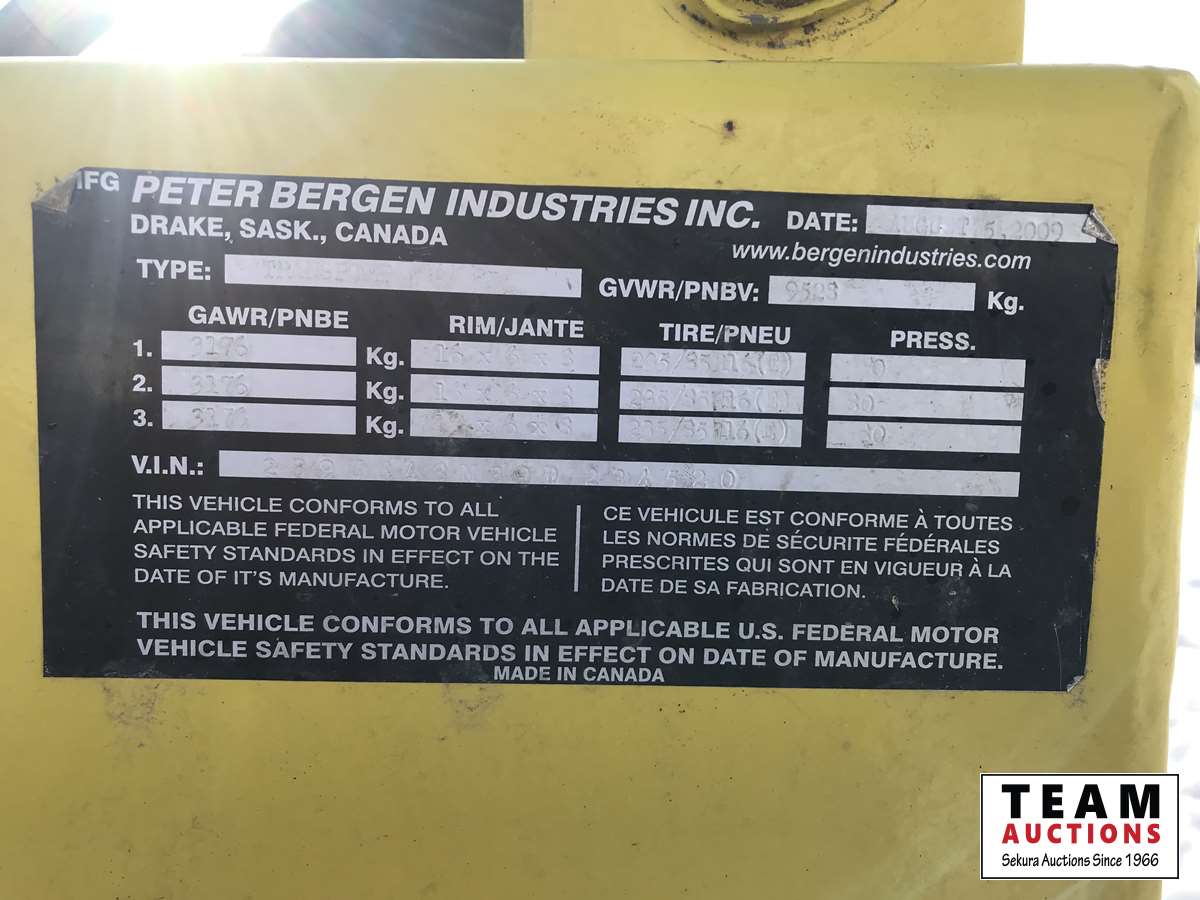 PETER BERGEN INDUSTRIES INC. DATE: 2009
DRAKE, SASK., CANADA
www.bergenindustries.com
TYPE: GVWR/PNBV: Kg.
GAWR/PNBE RIM/JANTE TIRE/PNEU PRESS.
1. 3176 Kg.
2. 3176 Kg.
3. 3176 Kg.
V.I.N.:
THIS VEHICLE CONFORMS TO ALL
APPLICABLE FEDERAL MOTOR VEHICLE
SAFETY STANDARDS IN EFFECT ON THE
DATE OF IT'S MANUFACTURE.
CE VEHICULE EST CONFORME À TOUTES
LES NORMES DE SÉCURITE FÉDÉRALES
PRESCRITES QUI SONT EN VIGUEUR À LA
DATE DE SA FABRICATION.
THIS VEHICLE CONFORMS TO ALL APPLICABLE U.S. FEDERAL MOTOR
VEHICLE SAFETY STANDARDS IN EFFECT ON DATE OF MANUFACTURE.
MADE IN CANADA
TEAM
AUCTIONS
Sekura Auctions Since 1966